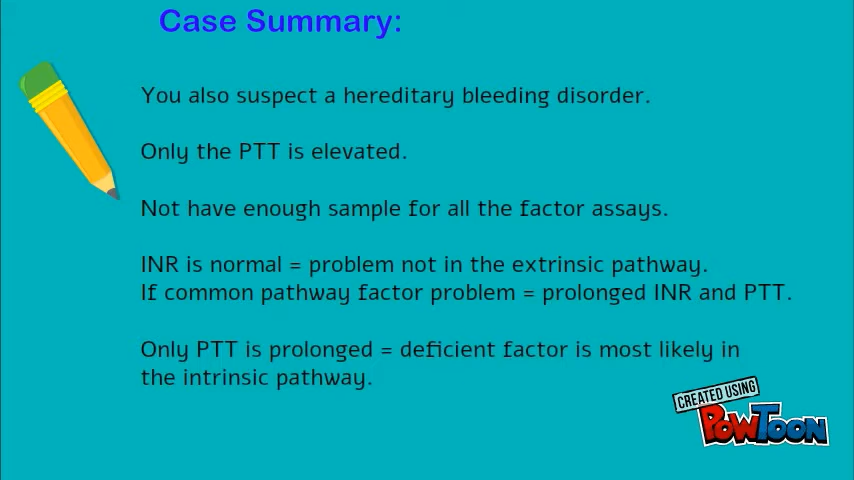 Case Summary:
You also suspect a hereditary bleeding disorder.
Only the PTT is elevated.
Not have enough sample for all the factor assays.
INR is normal = problem not in the extrinsic pathway.
If common pathway factor problem = prolonged INR and PTT.
Only PTT is prolonged = deficient factor is most likely in
the intrinsic pathway.
CREATED USING
POWTOON